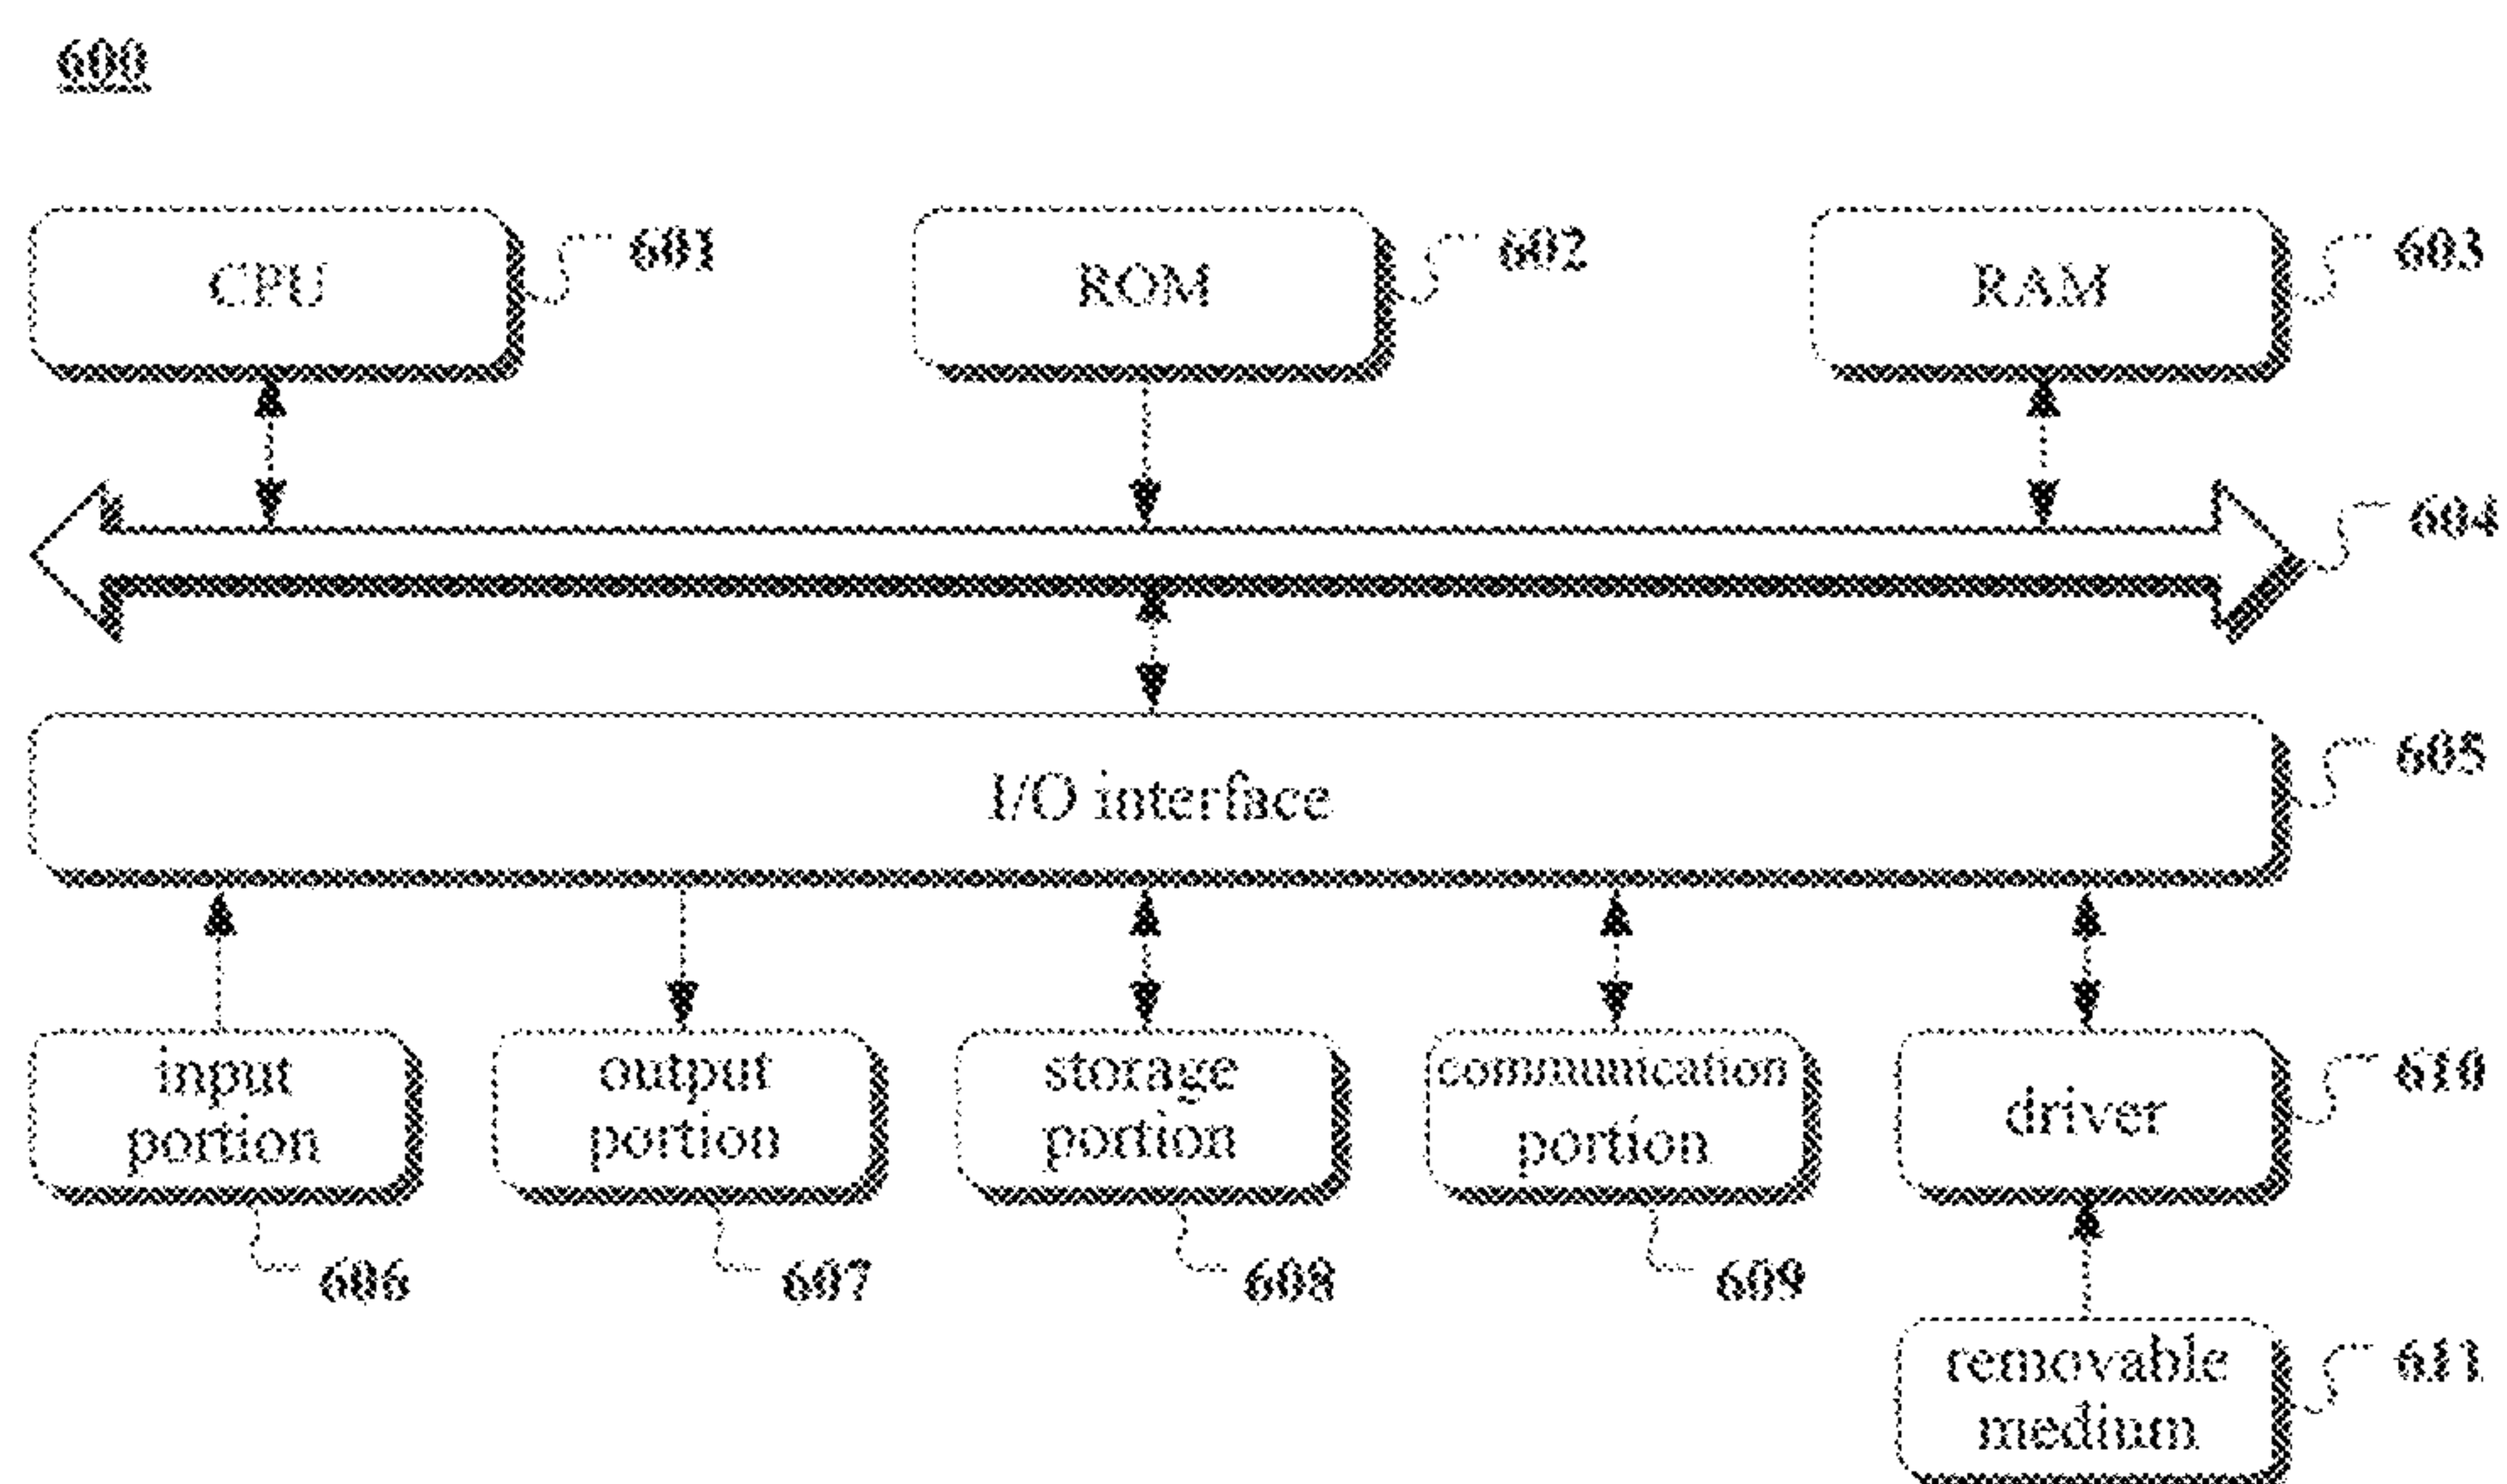 600
CPU
601
ROM
602
RAM
603
604
I/O interface
605
input
portion
606
output
portion
607
storage
portion
608
communication
portion
609
driver
610
removable
medium
611